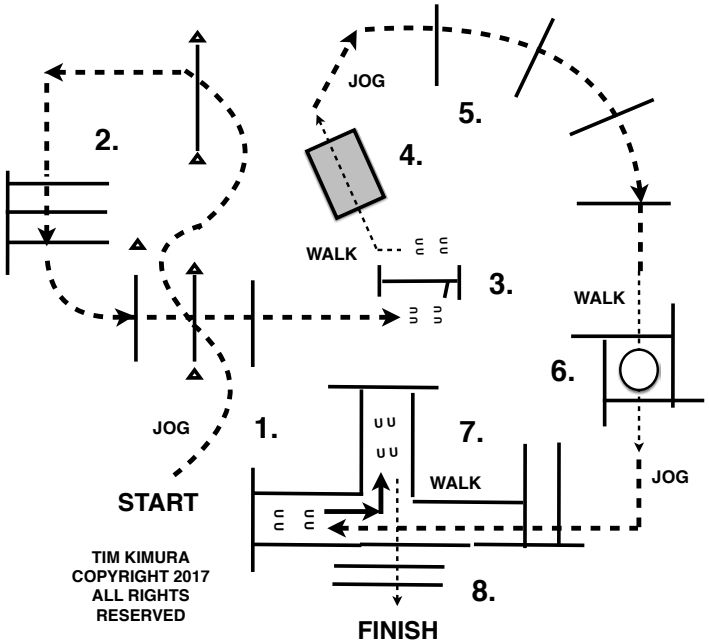 2.
JOG
5.
4.
WALK
3.
WALK
6.
JOG
1.
7.
WALK
JOG
START
TIM KIMURA
COPYRIGHT 2017
ALL RIGHTS
RESERVED
8.
FINISH